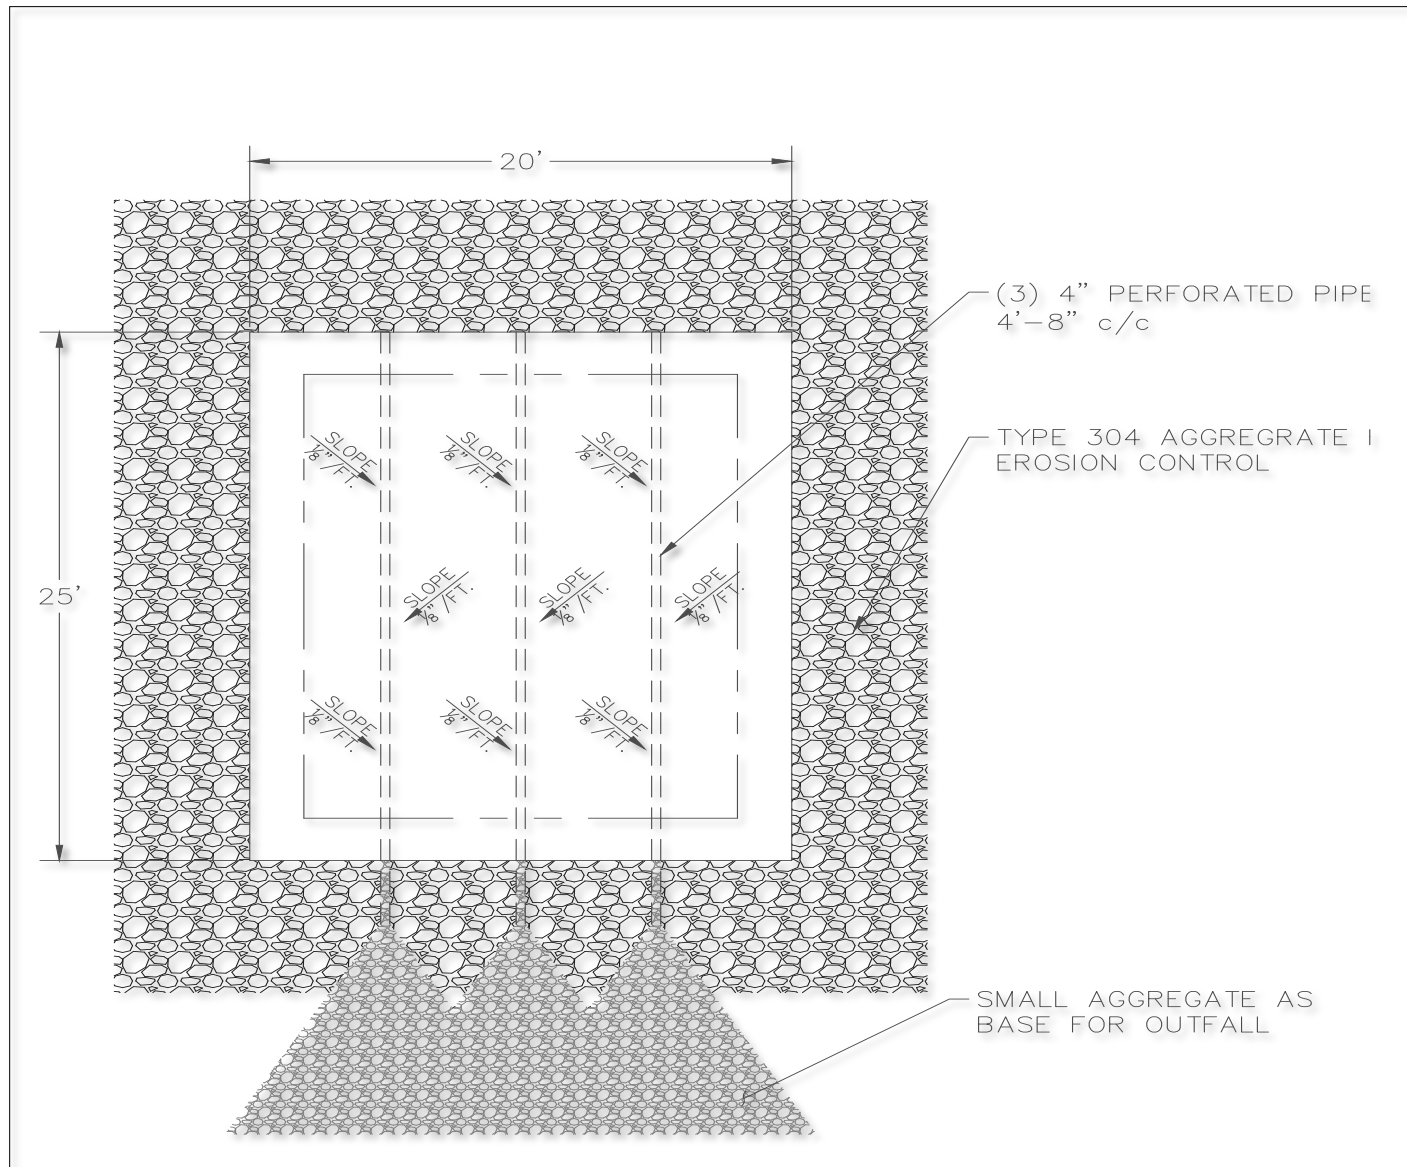 20'
(3) 4" PERFORATED PIPE
4'-8" c/c
TYPE 304 AGGREGRATE
EROSION CONTROL
SLOPE
⅛"/FT.
SLOPE
⅛"/FT.
SLOPE
⅛"/FT.
25'
SLOPE
⅛"/FT.
SLOPE
⅛"/FT.
SLOPE
⅛"/FT.
SLOPE
⅛"/FT.
SLOPE
⅛"/FT.
SLOPE
⅛"/FT.
SMALL AGGREGATE AS
BASE FOR OUTFALL